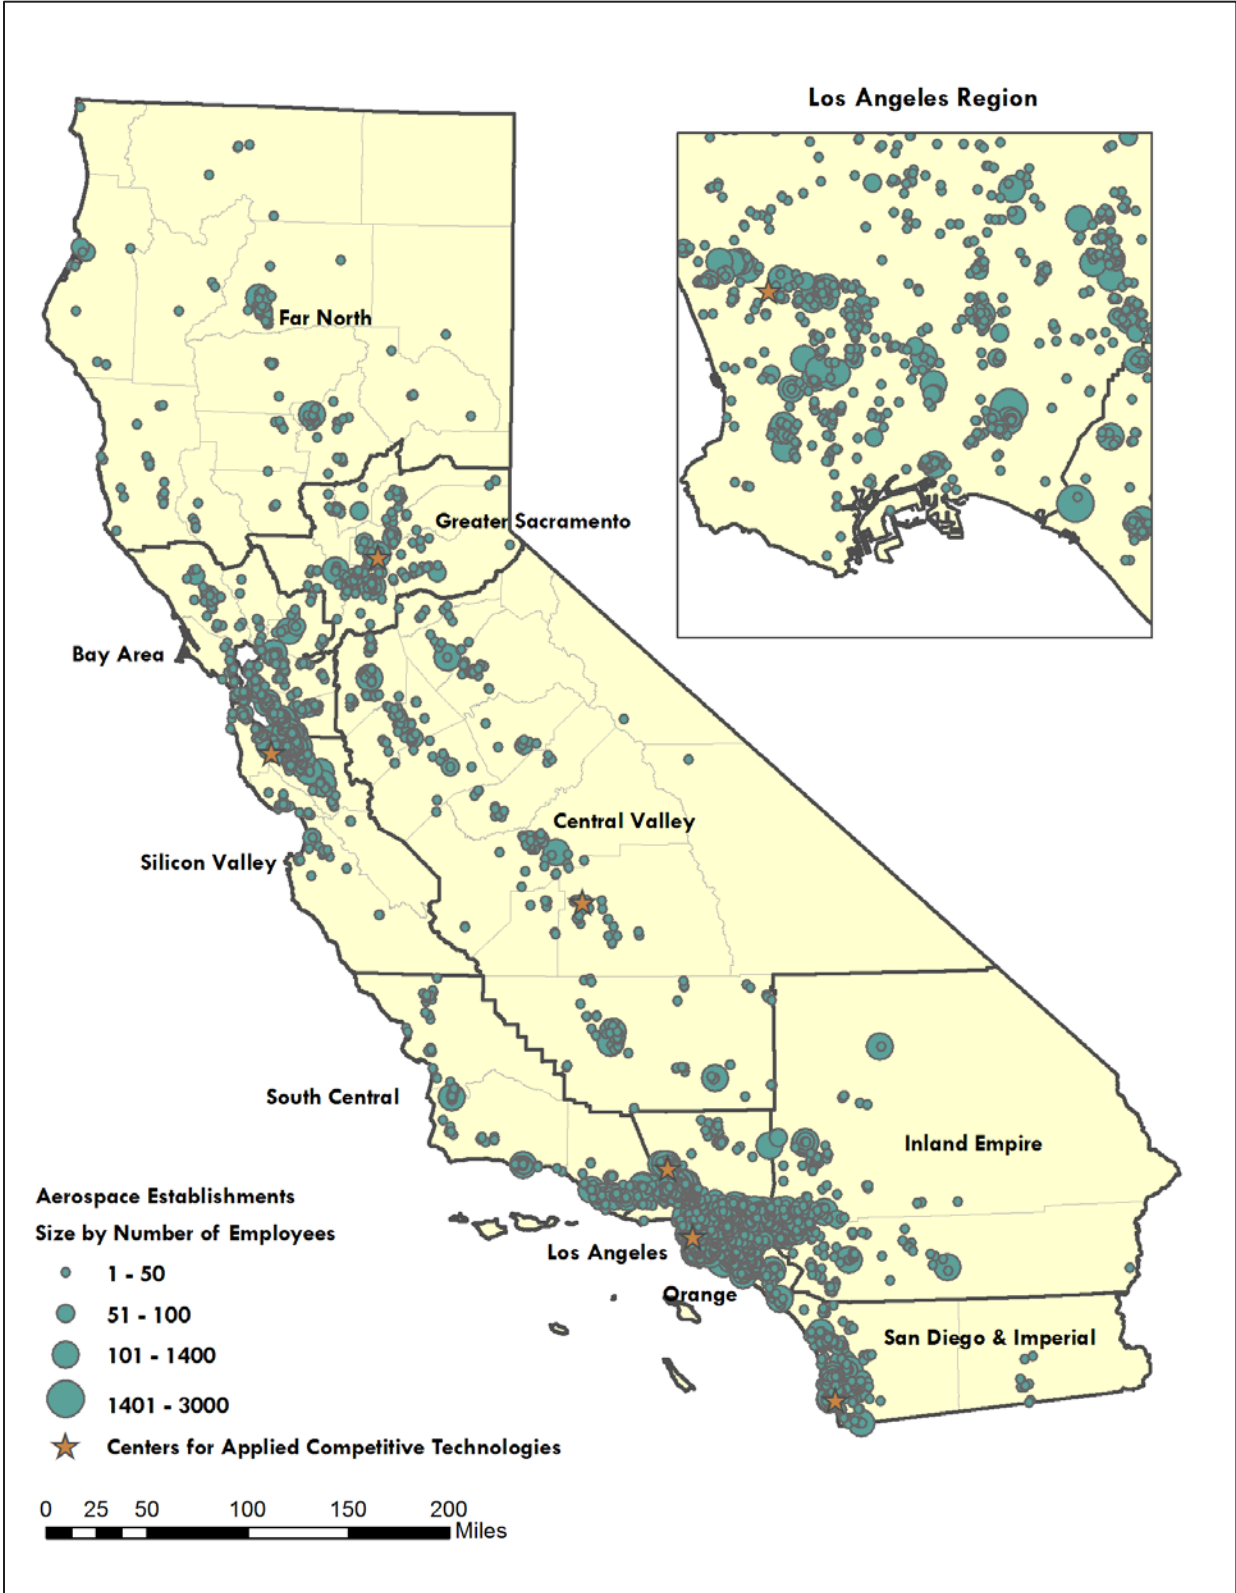 Los Angeles Region
Far North
Greater Sacramento
Bay Area
Central Valley
Silicon Valley
South Central
Inland Empire
Aerospace Establishments
Size by Number of Employees
Los Angeles
1 - 50
Orange
51 - 100
San Diego & Imperial
101 - 1400
1401 - 3000
Centers for Applied Competitive Technologies
0 25 50 100 150 200
Miles